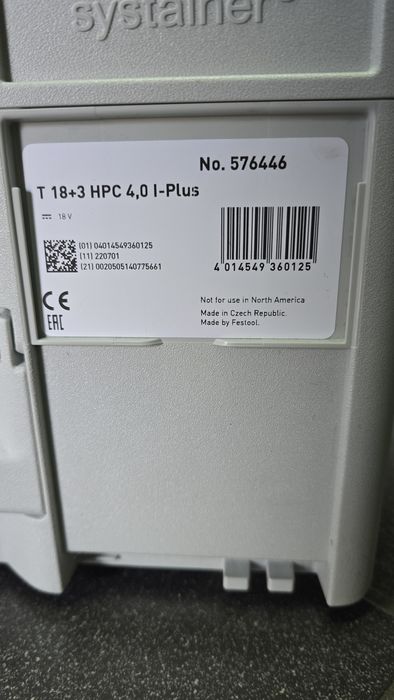 systainer®
No. 576446
T 18+3 HPC 4,0 I-Plus
18 V
(01) 04014549360125
(11) 220701
(21) 0020505140775661
4 014549 360125
CE
EAC
Not for use in North America
Made in Czech Republic.
Made by Festool.